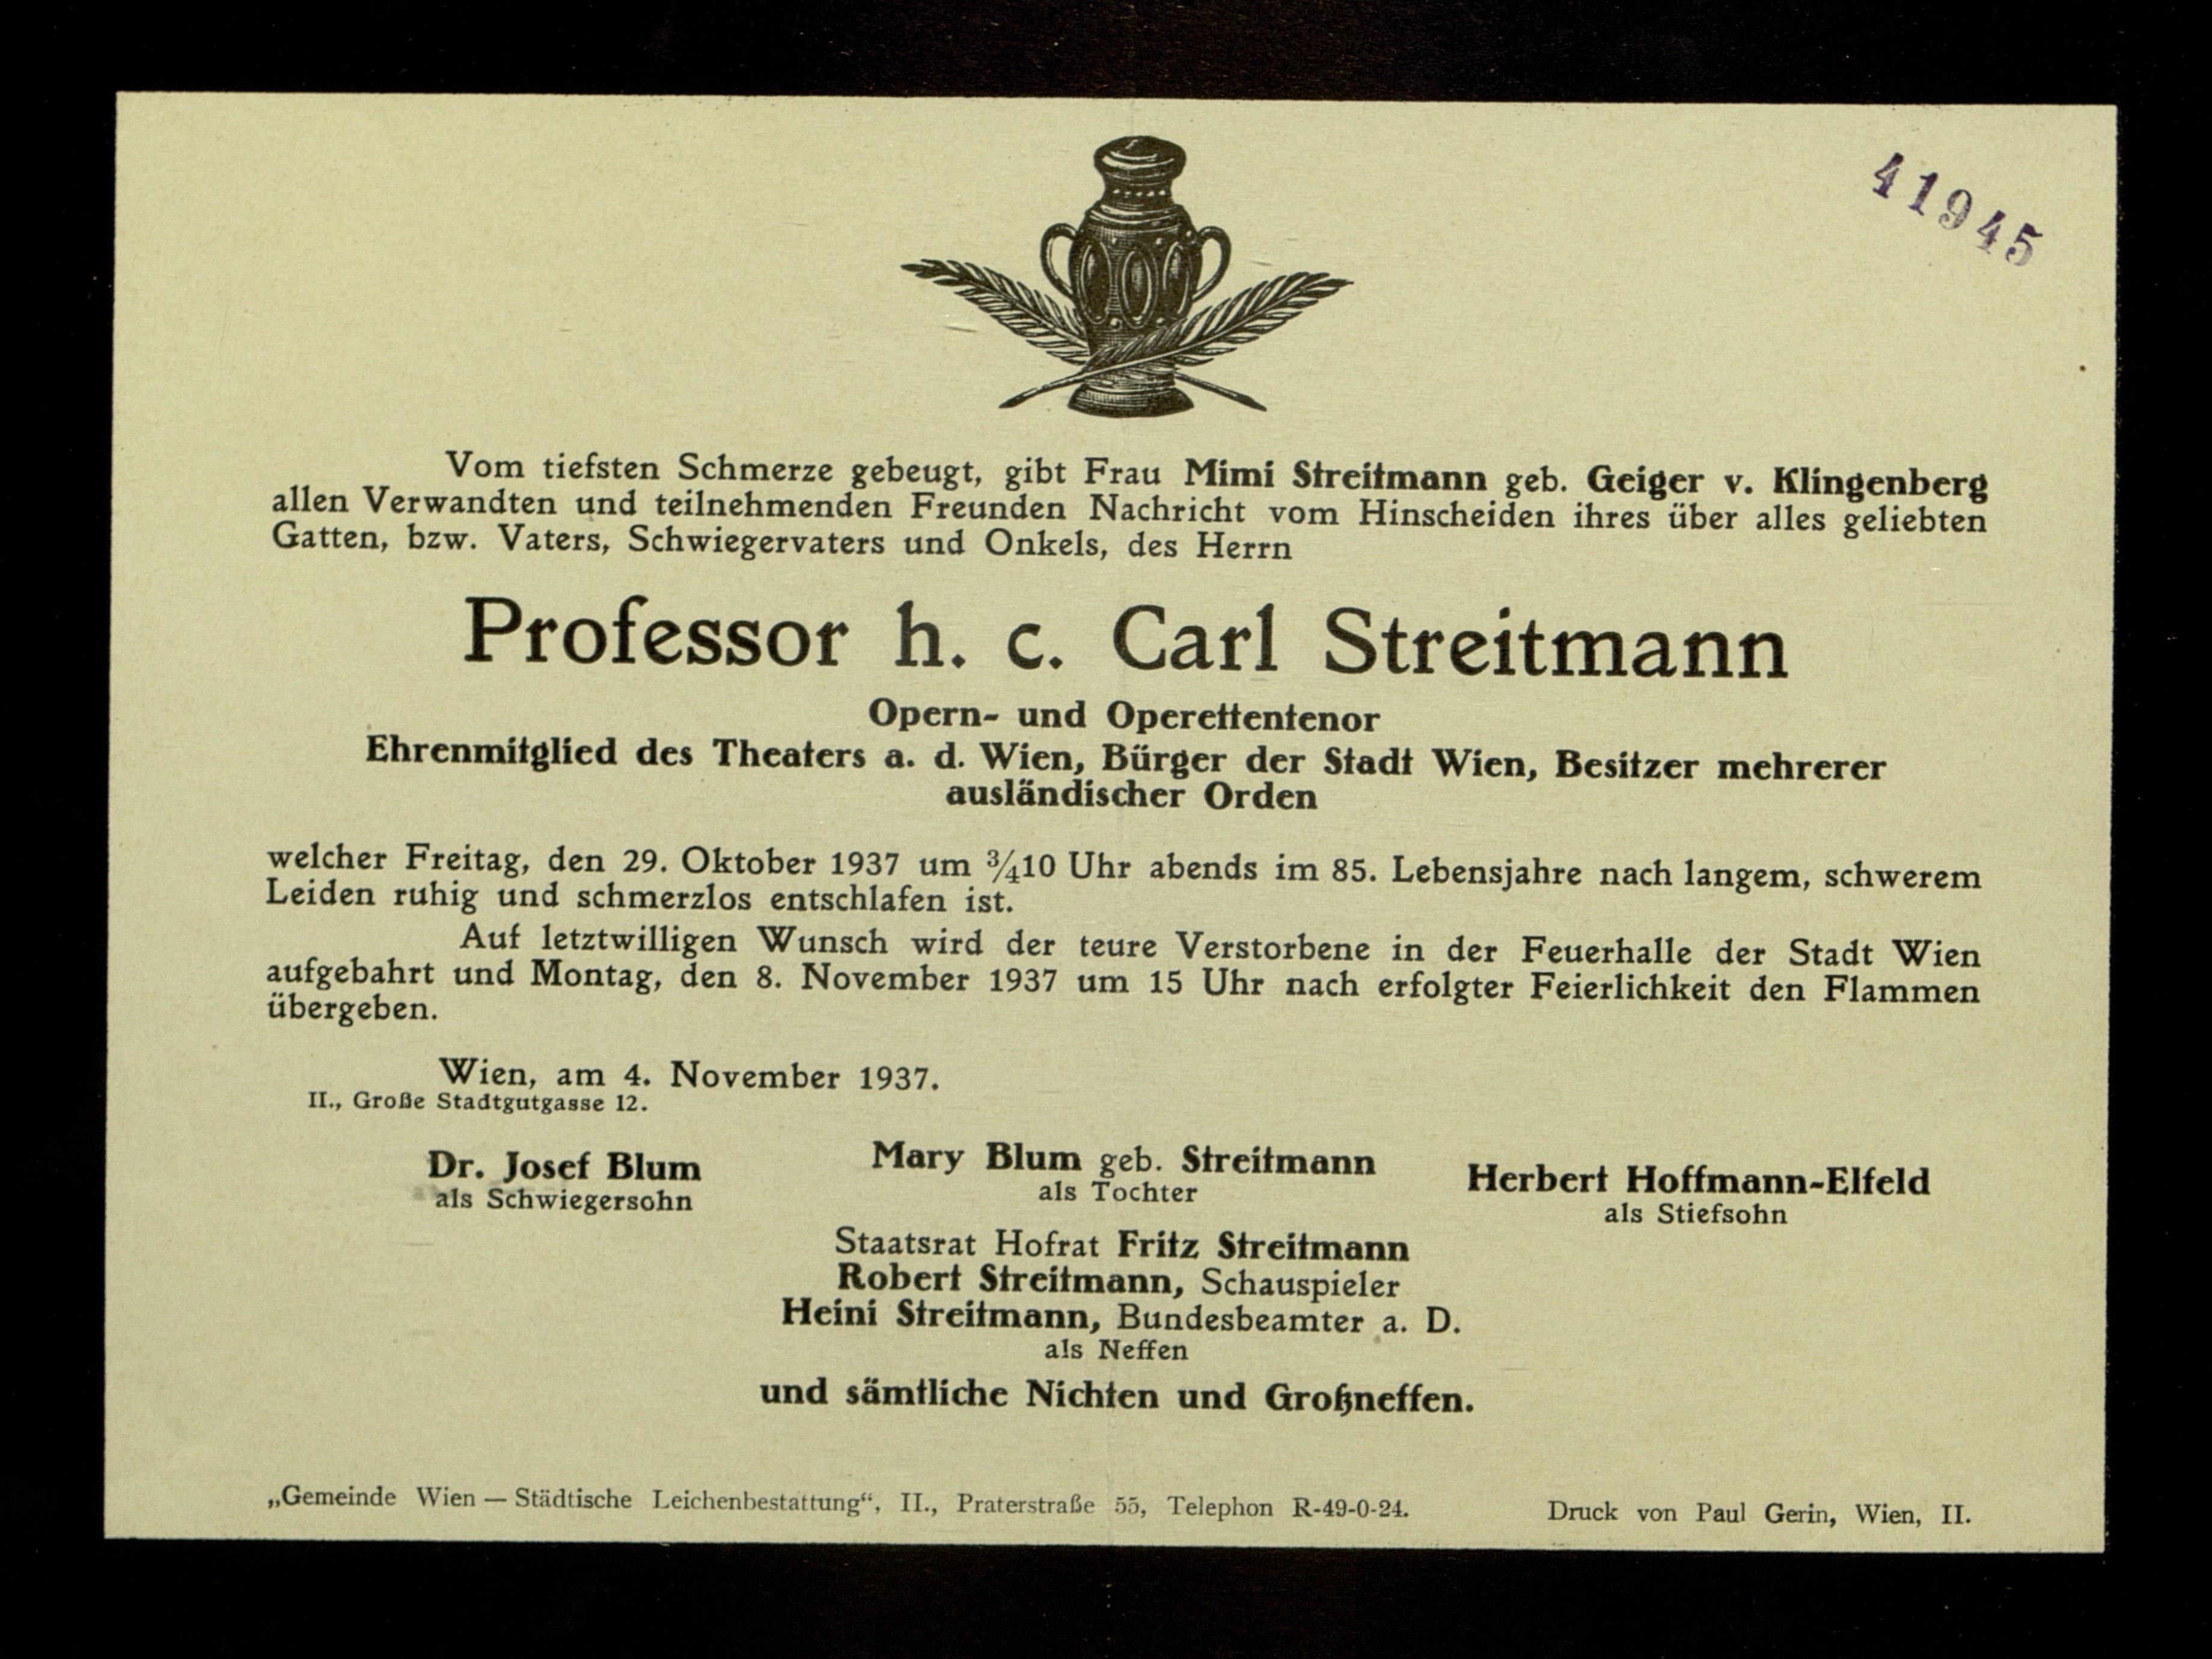 41945
Vom tiefsten Schmerze gebeugt, gibt Frau Mimi Streitmann geb. Geiger v. Klingenberg
allen Verwandten und teilnehmenden Freunden Nachricht vom Hinscheiden ihres über alles geliebten
Gatten, bzw. Vaters, Schwiegervaters und Onkels, des Herrn
Professor h. c. Carl Streitmann
Opern- und Operettentenor
Ehrenmitglied des Theaters a. d. Wien, Bürger der Stadt Wien, Besitzer mehrerer
ausländischer Orden
welcher Freitag, den 29. Oktober 1937 um ¾10 Uhr abends im 85. Lebensjahre nach langem, schwerem
Leiden ruhig und schmerzlos entschlafen ist.
Auf letztwilligen Wunsch wird der teure Verstorbene in der Feuerhalle der Stadt Wien
aufgebahrt und Montag, den 8. November 1937 um 15 Uhr nach erfolgter Feierlichkeit den Flammen
übergeben.
Wien, am 4. November 1937.
II., Große Stadtgutgasse 12.
Dr. Josef Blum
als Schwiegersohn
Mary Blum geb. Streitmann
als Tochter
Herbert Hoffmann-Elfeld
als Stiefsohn
Staatsrat Hofrat Fritz Streitmann
Robert Streitmann, Schauspieler
Heini Streitmann, Bundesbeamter a. D.
als Neffen
und sämtliche Nichten und Großneffen.
„Gemeinde Wien — Städtische Leichenbestattung“, II., Praterstraße 55, Telephon R-49-0-24.
Druck von Paul Gerin, Wien, II.